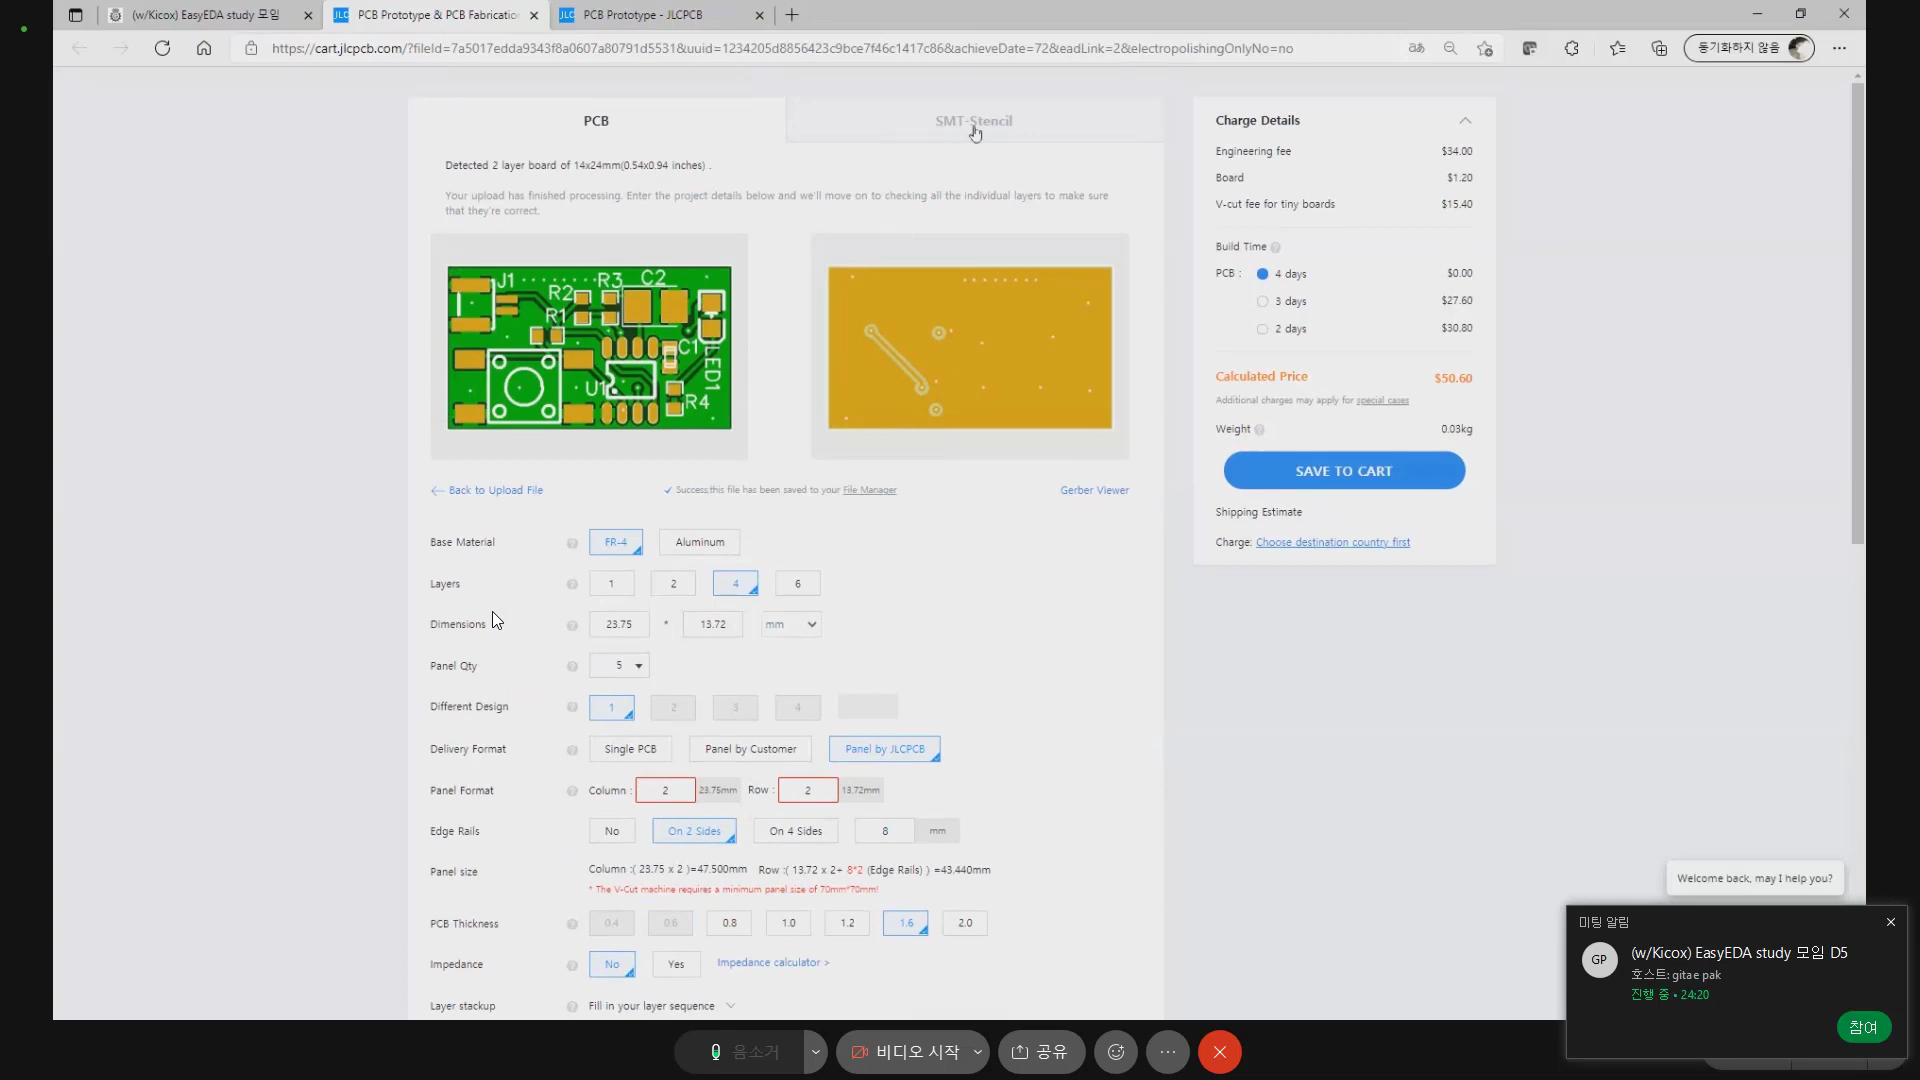 (w/Kicox) EasyEDA study 모임
JLC PCB Prototype & PCB Fabricatio
JLC PCB Prototype - JLCPCB
https://cart.jlcpcb.com/?fileId=7a5017edda9343f8a0607a80791d5531&uuid=1234205d8856423c9bce7f46c1417c86&achieveDate=72&eadLink=2&electropolishingOnlyNo=no
동기화하지 않음
PCB
SMT-Stencil
Detected 2 layer board of 14x24mm(0.54x0.94 inches) .
Your upload has finished processing. Enter the project details below and we'll move on to checking all the individual layers to make sure
that they're correct.
J1
R2
R3
C2
R1
C1
LED1
U1
R4
← Back to Upload File
Success,this file has been saved to your File Manager
Gerber Viewer
Base Material
FR-4
Aluminum
Layers
1
2
4
6
Dimensions
23.75
*
13.72
mm
Panel Qty
5
Different Design
1
2
3
4
Delivery Format
Single PCB
Panel by Customer
Panel by JLCPCB
Panel Format
Column :
2
23.75mm
Row :
2
13.72mm
Edge Rails
No
On 2 Sides
On 4 Sides
8
mm
Panel size
Column :( 23.75 x 2 )=47.500mm Row :( 13.72 x 2+ 8*2 (Edge Rails) ) =43.440mm
* The V-Cut machine requires a minimum panel size of 70mm*70mm!
PCB Thickness
0.4
0.6
0.8
1.0
1.2
1.6
2.0
Impedance
No
Yes
Impedance calculator >
Layer stackup
Fill in your layer sequence
Charge Details
Engineering fee
$34.00
Board
$1.20
V-cut fee for tiny boards
$15.40
Build Time
PCB :
4 days
$0.00
3 days
$27.60
2 days
$30.80
Calculated Price
$50.60
Additional charges may apply for special cases
Weight
0.03kg
SAVE TO CART
Shipping Estimate
Charge: Choose destination country first
Welcome back, may I help you?
미팅 알림
GP
(w/Kicox) EasyEDA study 모임 D5
호스트: gitae pak
진행 중 • 24:20
참여
음소거
비디오 시작
공유